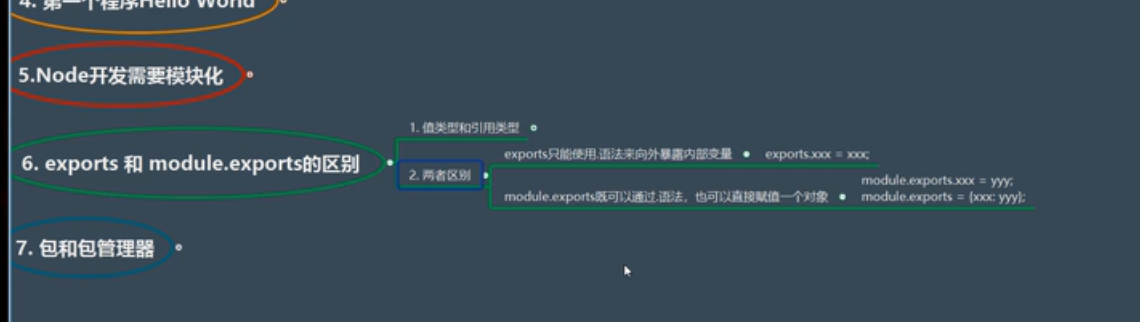 4. 第一个程序Hello World
5.Node开发需要模块化
6. exports 和 module.exports的区别
1. 值类型和引用类型
2. 两者区别
exports只能使用.语法来向外暴露内部变量
exports.xxx = xxx;
module.exports既可以通过.语法，也可以直接赋值一个对象
module.exports.xxx = yyy;
module.exports = {xxx: yyy};
7. 包和包管理器